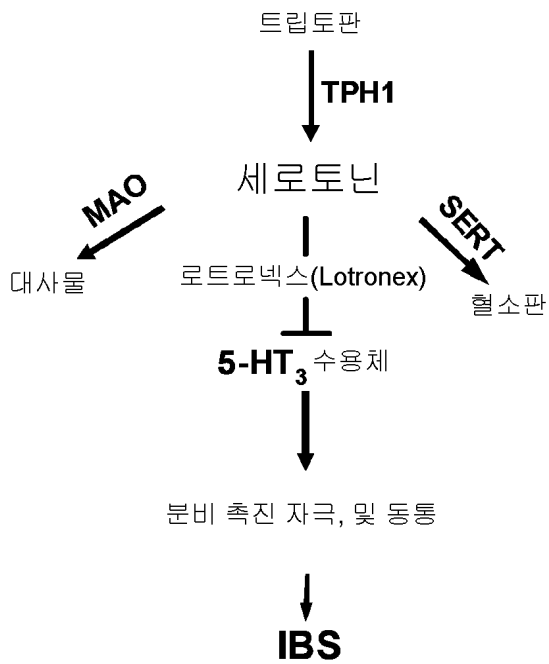 트립토판
TPH1
세로토닌
MAO
SERT
대사물
로트로넥스(Lotronex)
혈소판
5-HT₃ 수용체
분비 촉진 자극, 및 동통
IBS